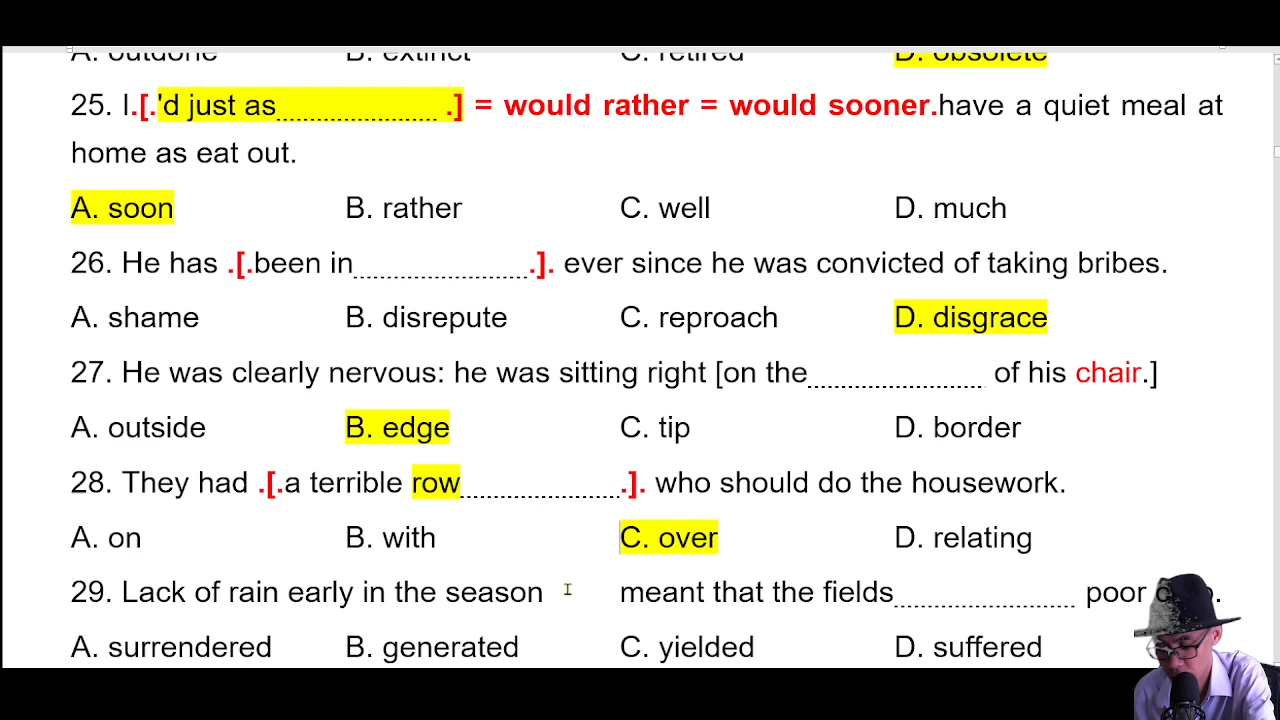 A. outdone B. extinct C. retired D. obsolete
25. I.[.'d just as.......................... .] = would rather = would sooner.have a quiet meal at
home as eat out.
A. soon B. rather C. well D. much
26. He has .[.been in...........................].. ever since he was convicted of taking bribes.
A. shame B. disrepute C. reproach D. disgrace
27. He was clearly nervous: he was sitting right [on the........................... of his chair.]
A. outside B. edge C. tip D. border
28. They had .[.a terrible row..........................].. who should do the housework.
A. on B. with C. over D. relating
29. Lack of rain early in the season meant that the fields........................... poor
A. surrendered B. generated C. yielded D. suffered